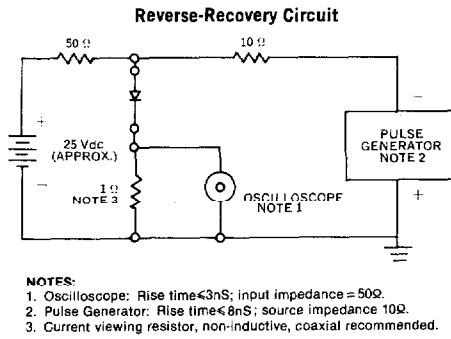 Reverse-Recovery Circuit
50 Ω
10 Ω
+
−
25 Vdc
(APPROX.)
PULSE
GENERATOR
NOTE 2
−
1 Ω
NOTE 3
OSCILLOSCOPE
NOTE 1
+
NOTES:
1. Oscilloscope: Rise time≤3nS; input impedance = 50Ω.
2. Pulse Generator: Rise time≤8nS; source impedance 10Ω.
3. Current viewing resistor, non-inductive, coaxial recommended.